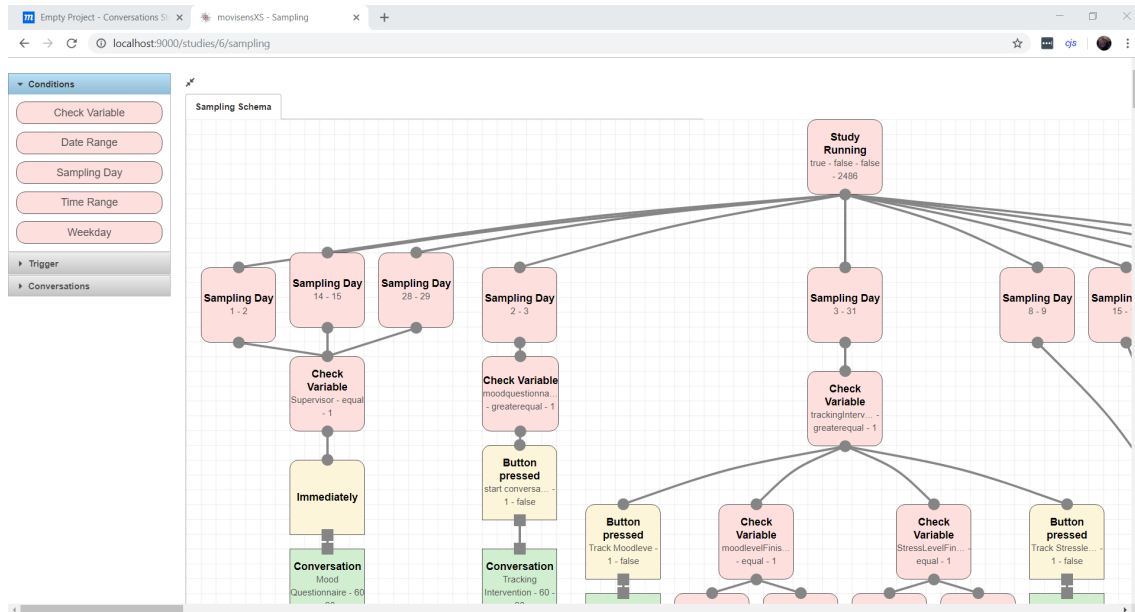 Empty Project - Conversations St
movisensXS - Sampling
localhost:9000/studies/6/sampling
cjs
Conditions
Check Variable
Date Range
Sampling Day
Time Range
Weekday
Trigger
Conversations
Sampling Schema
Study
Running
true - false - false
- 2486
Sampling Day
1 - 2
Sampling Day
14 - 15
Sampling Day
28 - 29
Sampling Day
2 - 3
Sampling Day
3 - 31
Sampling Day
8 - 9
Samplin
15 -
Check
Variable
Supervisor - equal
- 1
Check Variable
moodquestionna...
- greaterequal - 1
Check
Variable
trackingInterv... -
greaterequal - 1
Immediately
Button
pressed
start conversa... -
1 - false
Button
pressed
Track Moodleve -
1 - false
Check
Variable
moodlevelFinis...
- equal - 1
Check
Variable
StressLevelFin... -
equal - 1
Button
pressed
Track Stressle... -
1 - false
Conversation
Mood
Questionnaire - 60
Conversation
Tracking
Intervention - 60 -